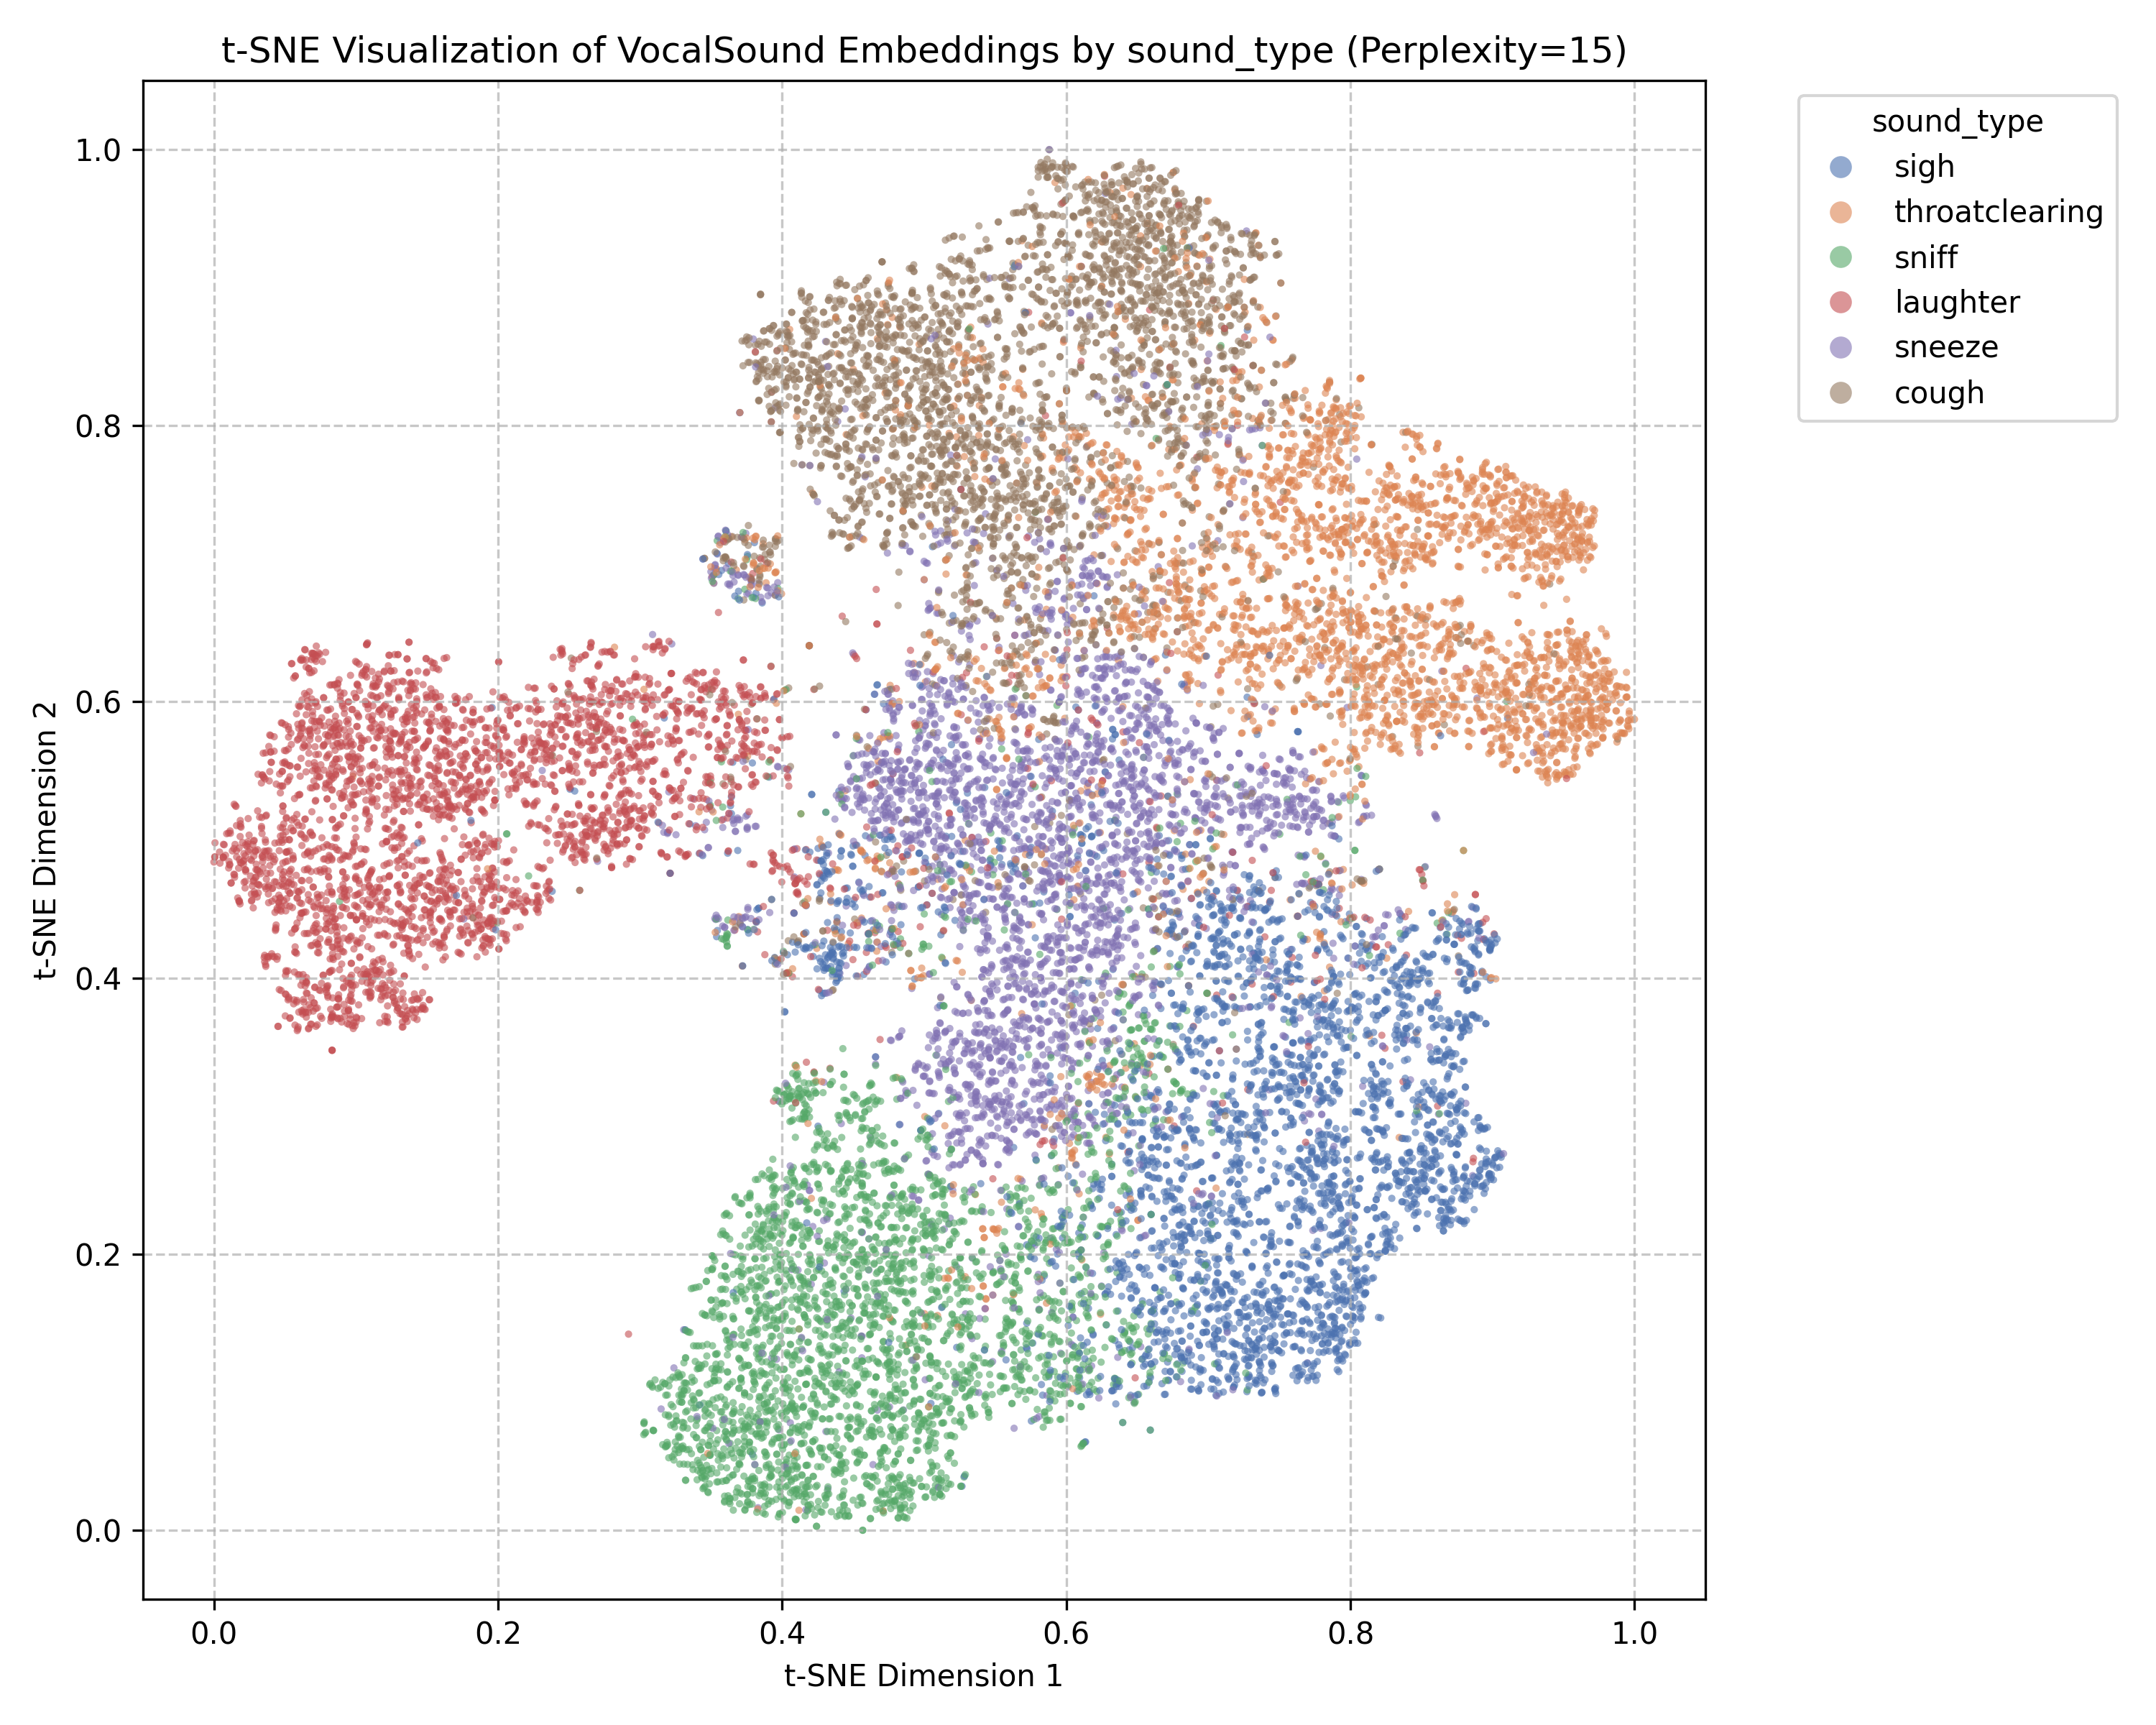 t-SNE Visualization of VocalSound Embeddings by sound_type (Perplexity=15)
sound_type
sigh
throatclearing
sniff
laughter
sneeze
cough
t-SNE Dimension 2
1.0
0.8
0.6
0.4
0.2
0.0
0.0 0.2 0.4 0.6 0.8 1.0
t-SNE Dimension 1